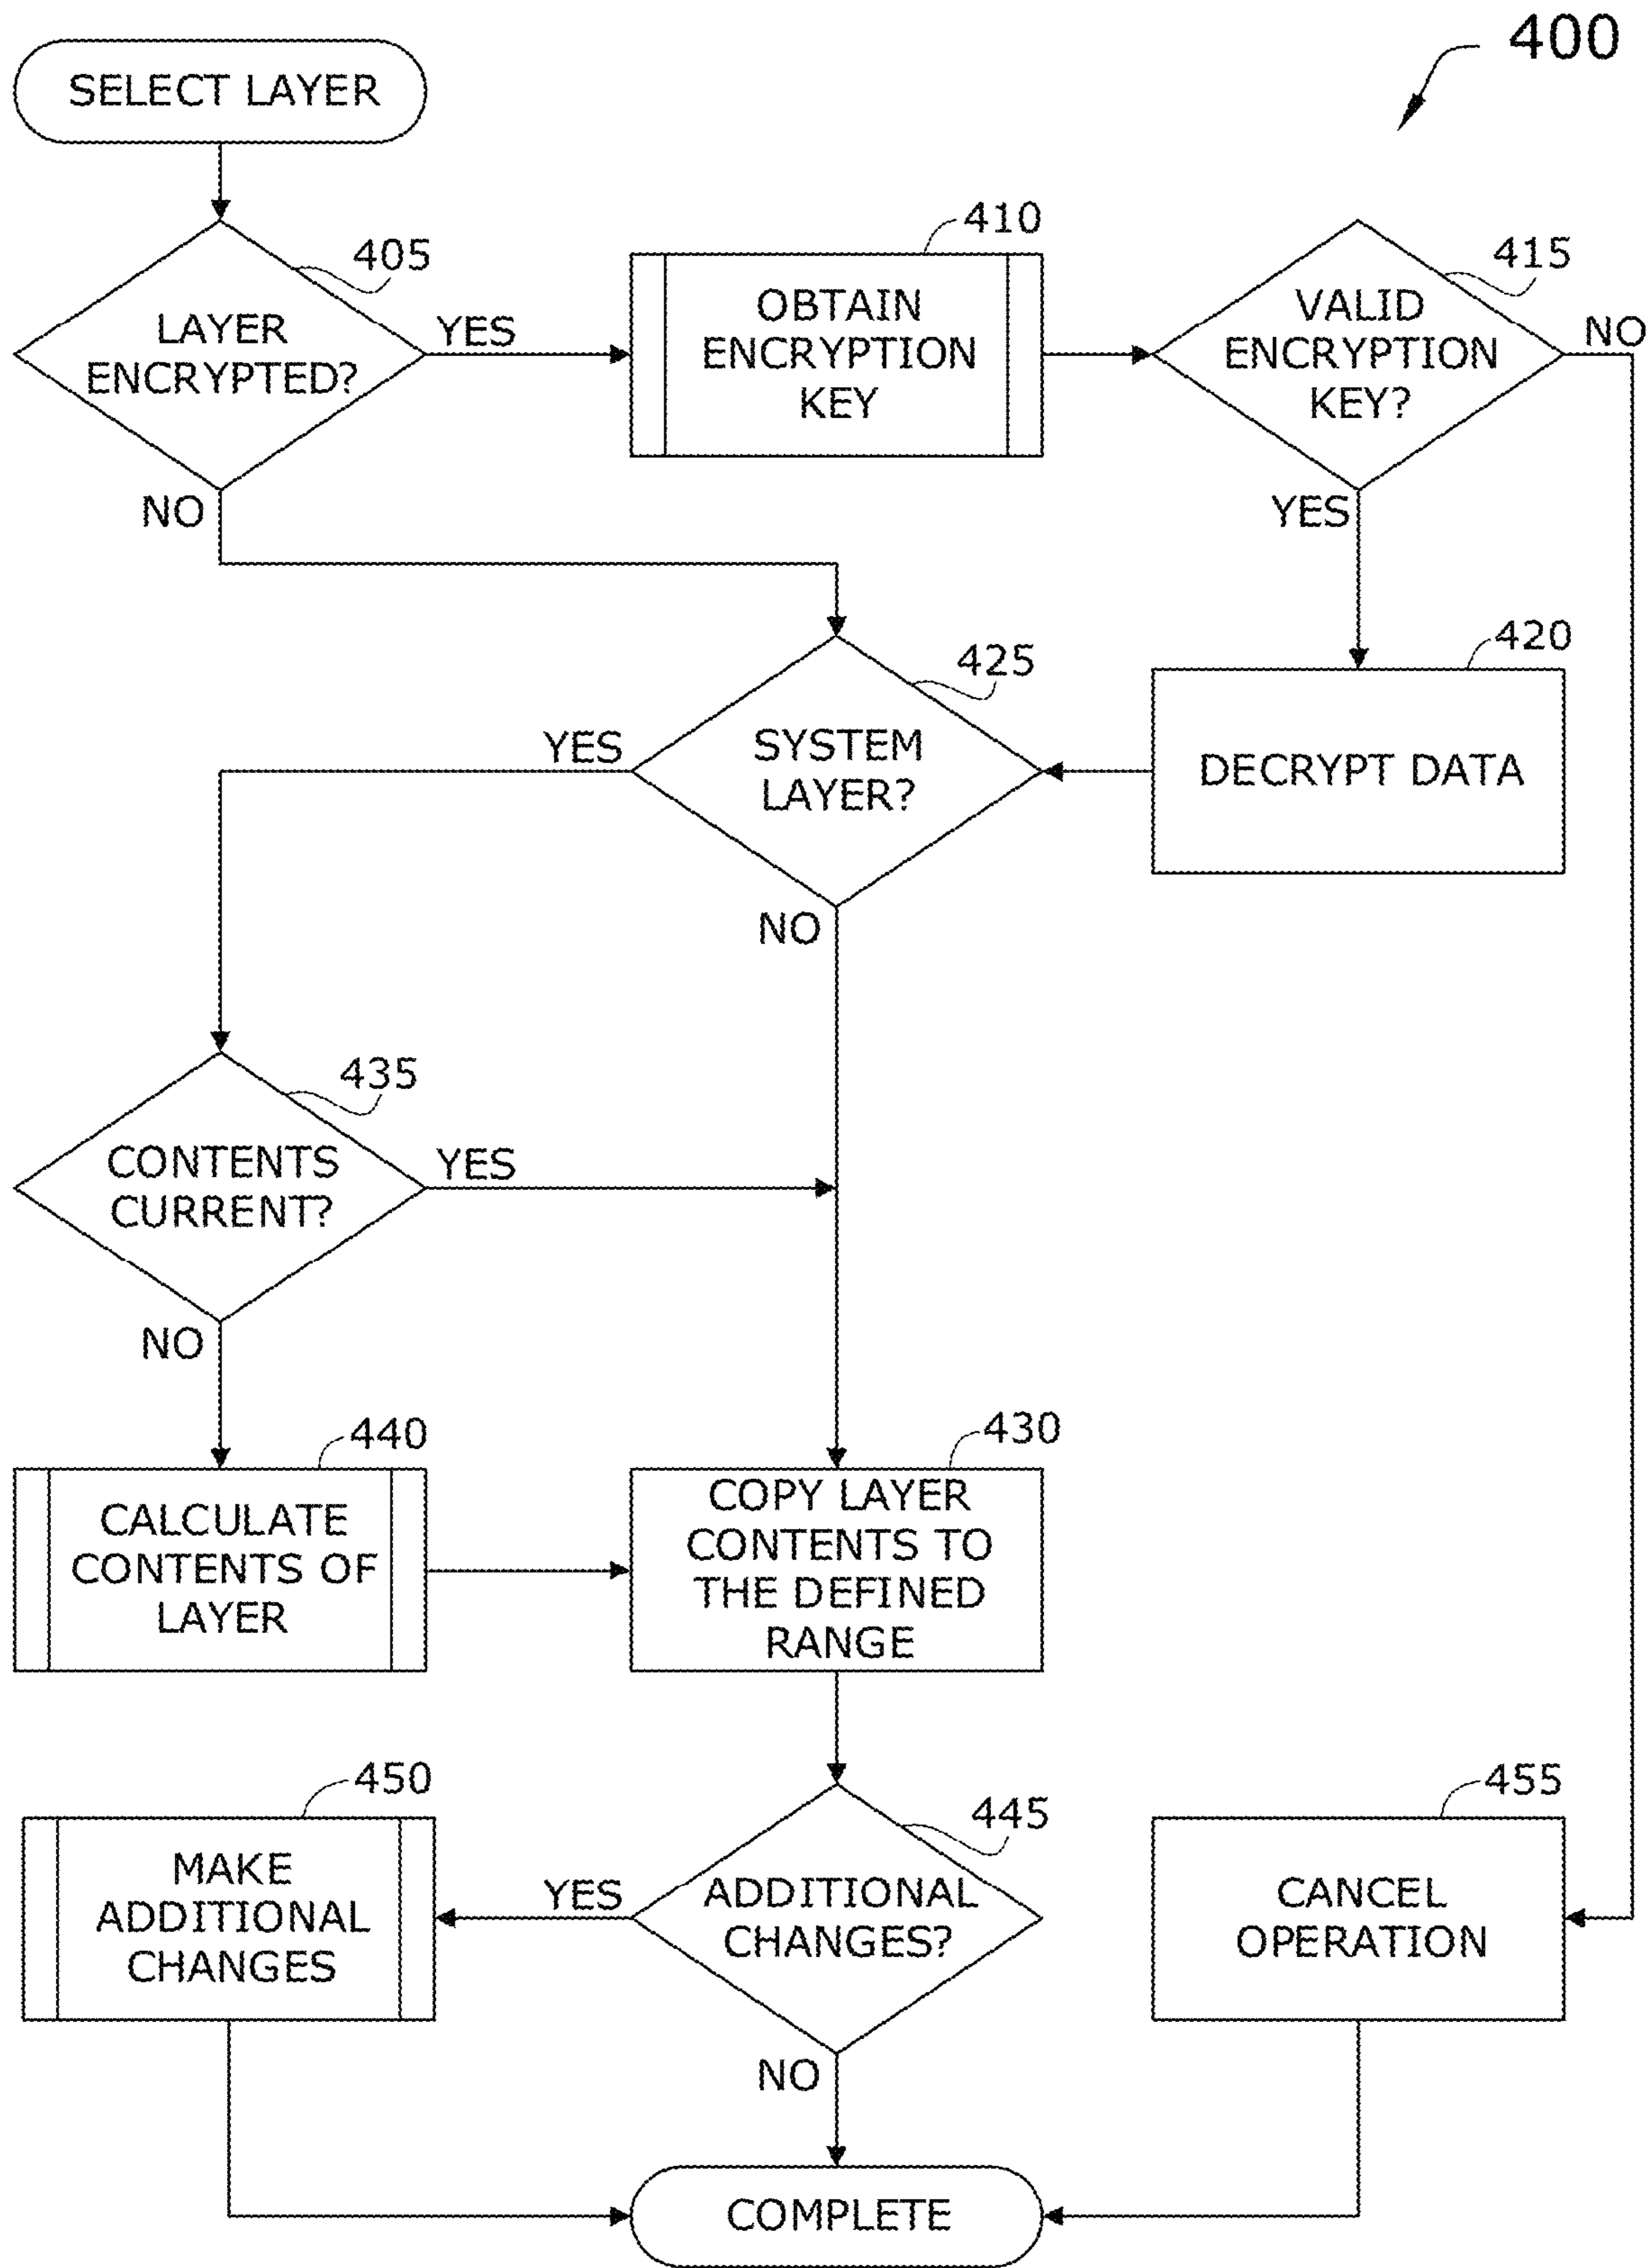 400
SELECT LAYER
405
LAYER
ENCRYPTED?
YES
NO
410
OBTAIN
ENCRYPTION
KEY
415
VALID
ENCRYPTION
KEY?
NO
YES
420
DECRYPT DATA
425
SYSTEM
LAYER?
YES
NO
435
CONTENTS
CURRENT?
YES
NO
440
CALCULATE
CONTENTS OF
LAYER
430
COPY LAYER
CONTENTS TO
THE DEFINED
RANGE
450
MAKE
ADDITIONAL
CHANGES
445
ADDITIONAL
CHANGES?
YES
NO
455
CANCEL
OPERATION
COMPLETE